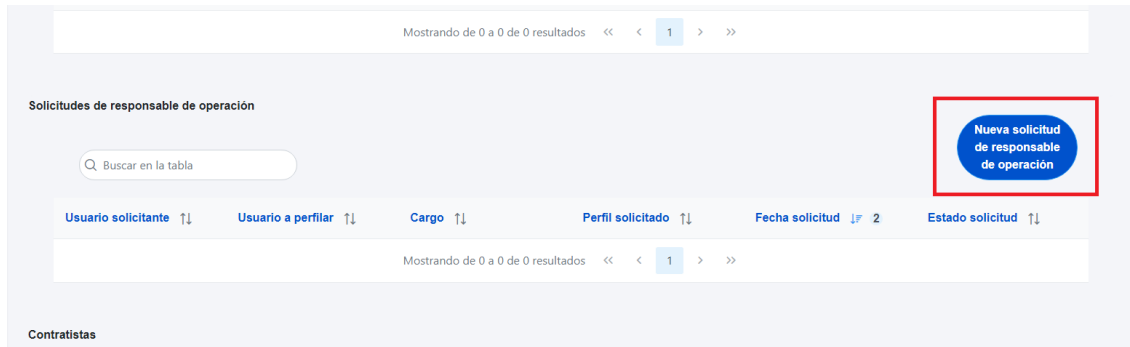 Mostrando de 0 a 0 de 0 resultados << < 1 > >>
Solicitudes de responsable de operación
Nueva solicitud
de responsable
de operación
Buscar en la tabla
Usuario solicitante Usuario a perfilar Cargo Perfil solicitado Fecha solicitud 2 Estado solicitud
Mostrando de 0 a 0 de 0 resultados << < 1 > >>
Contratistas